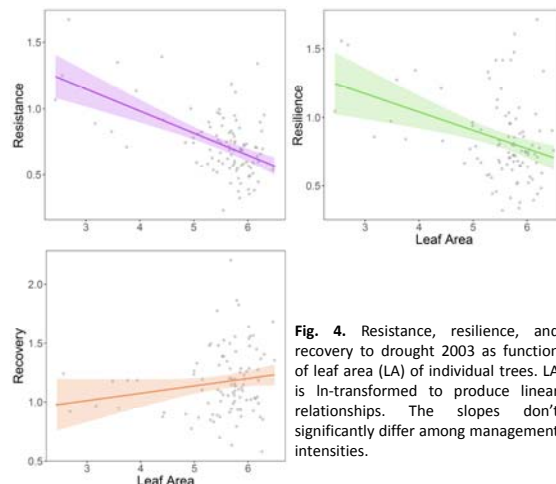 1.5
1.0
0.5
Resistance
3 4 5 6
1.5
1.0
0.5
Resilience
3 4 5 6
Leaf Area
2.0
1.5
1.0
0.5
Recovery
3 4 5 6
Leaf Area
Fig. 4. Resistance, resilience, and
recovery to drought 2003 as function
of leaf area (LA) of individual trees. LA
is ln-transformed to produce linear
relationships. The slopes don't
significantly differ among management
intensities.